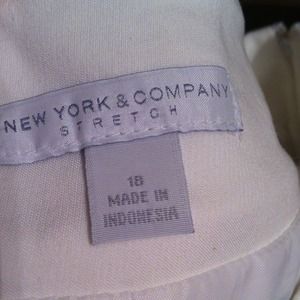 NEW YORK & COMPANY
STRETCH
18
MADE IN
INDONESIA